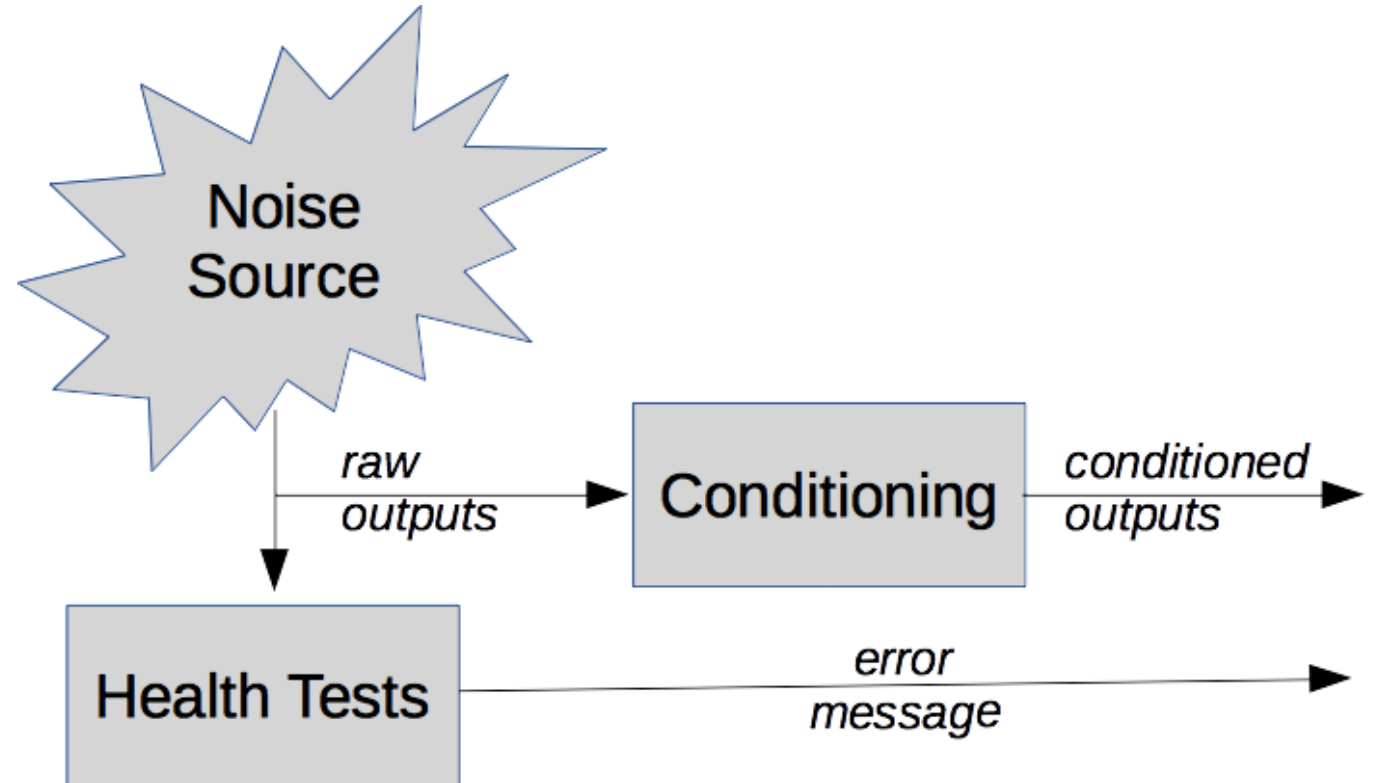 Noise
Source
raw
outputs
Conditioning
conditioned
outputs
Health Tests
error
message